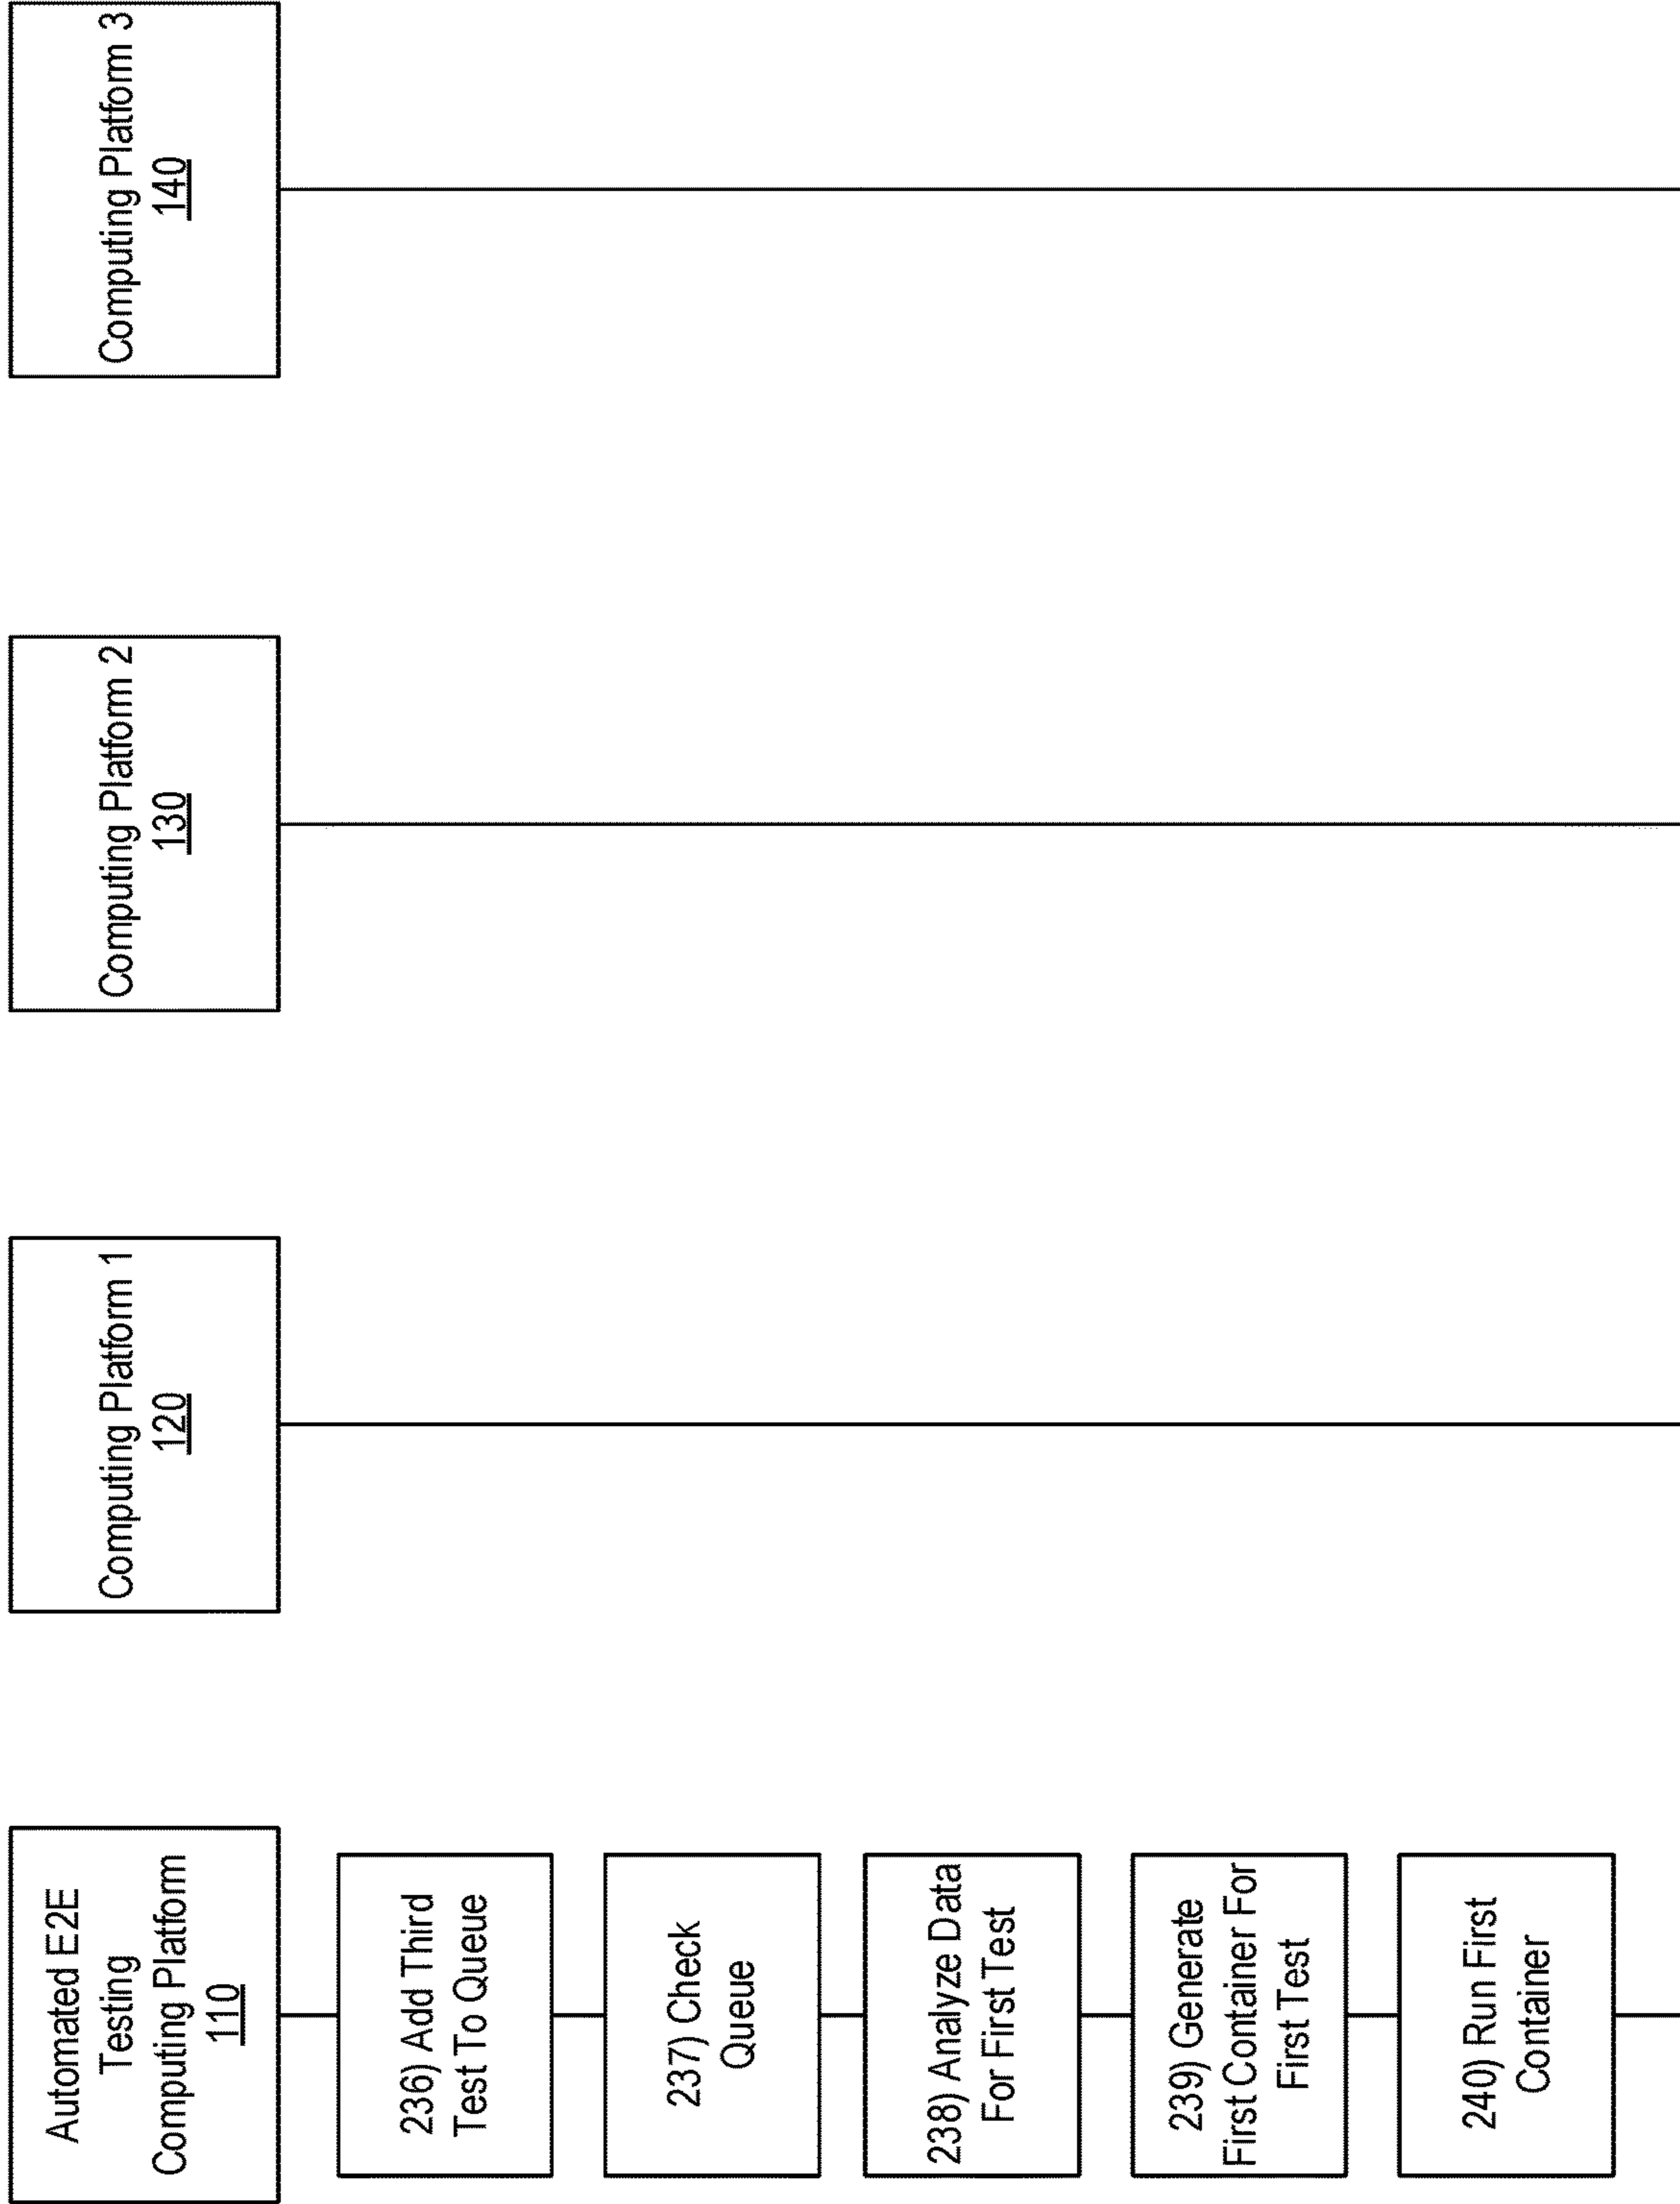 Automated E2E
Testing
Computing Platform
110
Computing Platform 1
120
Computing Platform 2
130
Computing Platform 3
140
236) Add Third
Test To Queue
237) Check
Queue
238) Analyze Data
For First Test
239) Generate
First Container For
First Test
240) Run First
Container